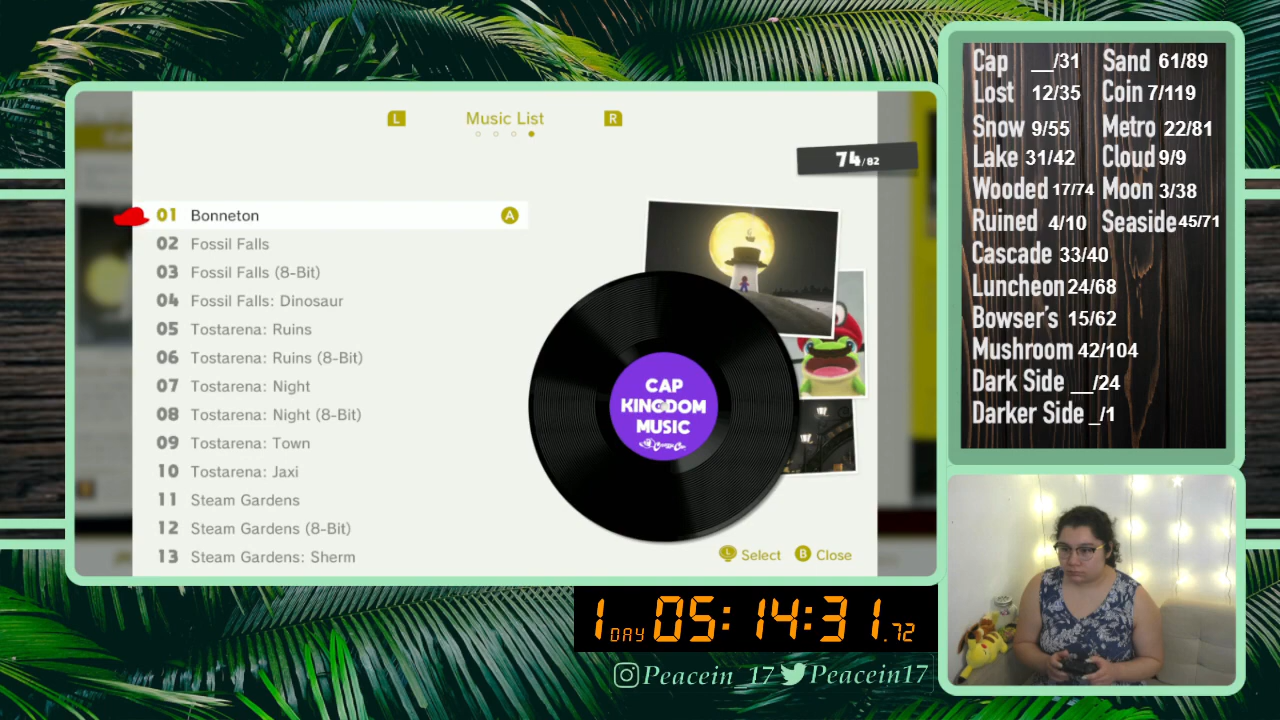 L Music List R
74/82
01 Bonneton A
02 Fossil Falls
03 Fossil Falls (8-Bit)
04 Fossil Falls: Dinosaur
05 Tostarena: Ruins
06 Tostarena: Ruins (8-Bit)
07 Tostarena: Night
08 Tostarena: Night (8-Bit)
09 Tostarena: Town
10 Tostarena: Jaxi
11 Steam Gardens
12 Steam Gardens (8-Bit)
13 Steam Gardens: Sherm
CAP
KINGDOM
MUSIC
L Select B Close
Cap __/31 Sand 61/89
Lost 12/35 Coin 7/119
Snow 9/55 Metro 22/81
Lake 31/42 Cloud 9/9
Wooded 17/74 Moon 3/38
Ruined 4/10 Seaside 45/71
Cascade 33/40
Luncheon 24/68
Bowser's 15/62
Mushroom 42/104
Dark Side __/24
Darker Side _/1
1 DAY 05:14:31.72
Peacein_17 Peacein17